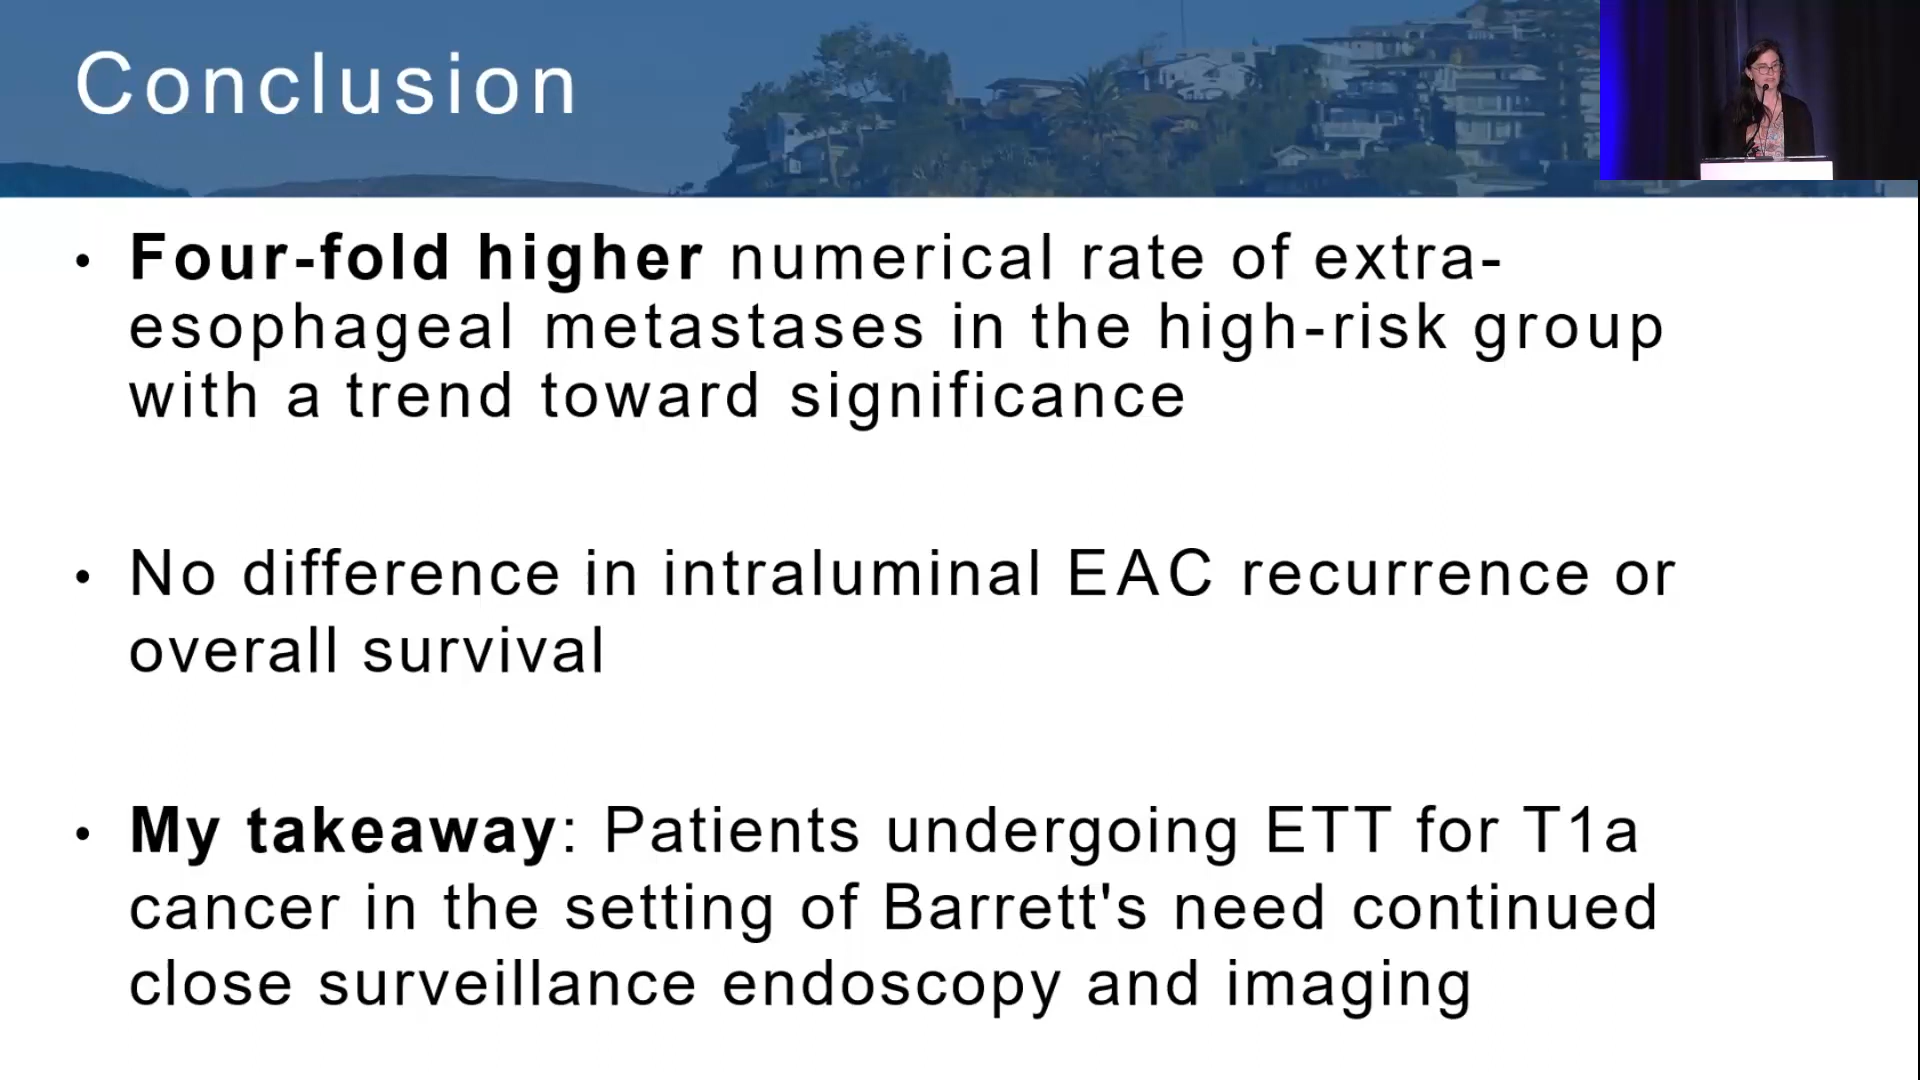 Conclusion
• Four-fold higher numerical rate of extra-
esophageal metastases in the high-risk group
with a trend toward significance
• No difference in intraluminal EAC recurrence or
overall survival
• My takeaway: Patients undergoing ETT for T1a
cancer in the setting of Barrett's need continued
close surveillance endoscopy and imaging